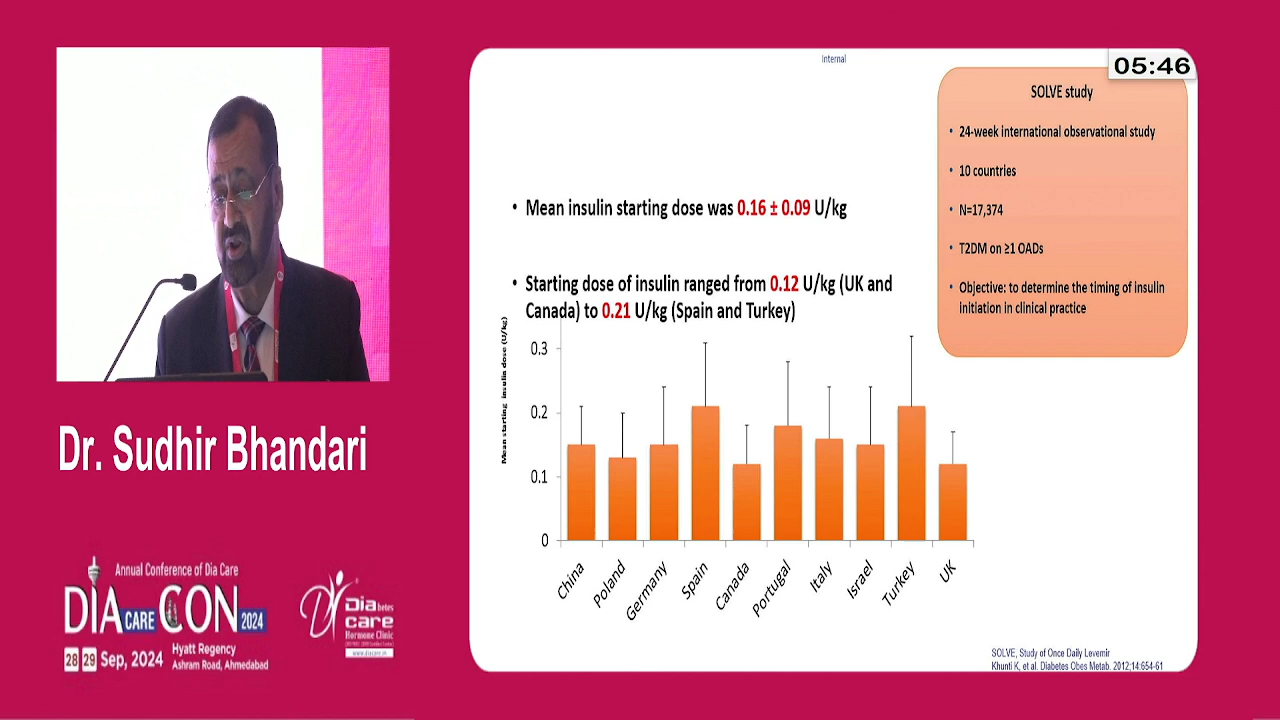 Internal
05:46
SOLVE study
• 24-week international observational study
• 10 countries
• N=17,374
• T2DM on ≥1 OADs
• Objective: to determine the timing of insulin
initiation in clinical practice
• Mean insulin starting dose was 0.16 ± 0.09 U/kg
• Starting dose of insulin ranged from 0.12 U/kg (UK and
Canada) to 0.21 U/kg (Spain and Turkey)
Mean starting insulin dose (U/kg)
0.3
0.2
0.1
0
China
Poland
Germany
Spain
Canada
Portugal
Italy
Israel
Turkey
UK
SOLVE, Study of Once Daily Levemir
Khunti K, et al. Diabetes Obes Metab. 2012;14:654-61
Dr. Sudhir Bhandari
Annual Conference of Dia Care
DIA CARE CON 2024
28 29 Sep, 2024
Hyatt Regency
Ashram Road, Ahmedabad
Diabetes
care
Hormone Clinic
www.diacare.in